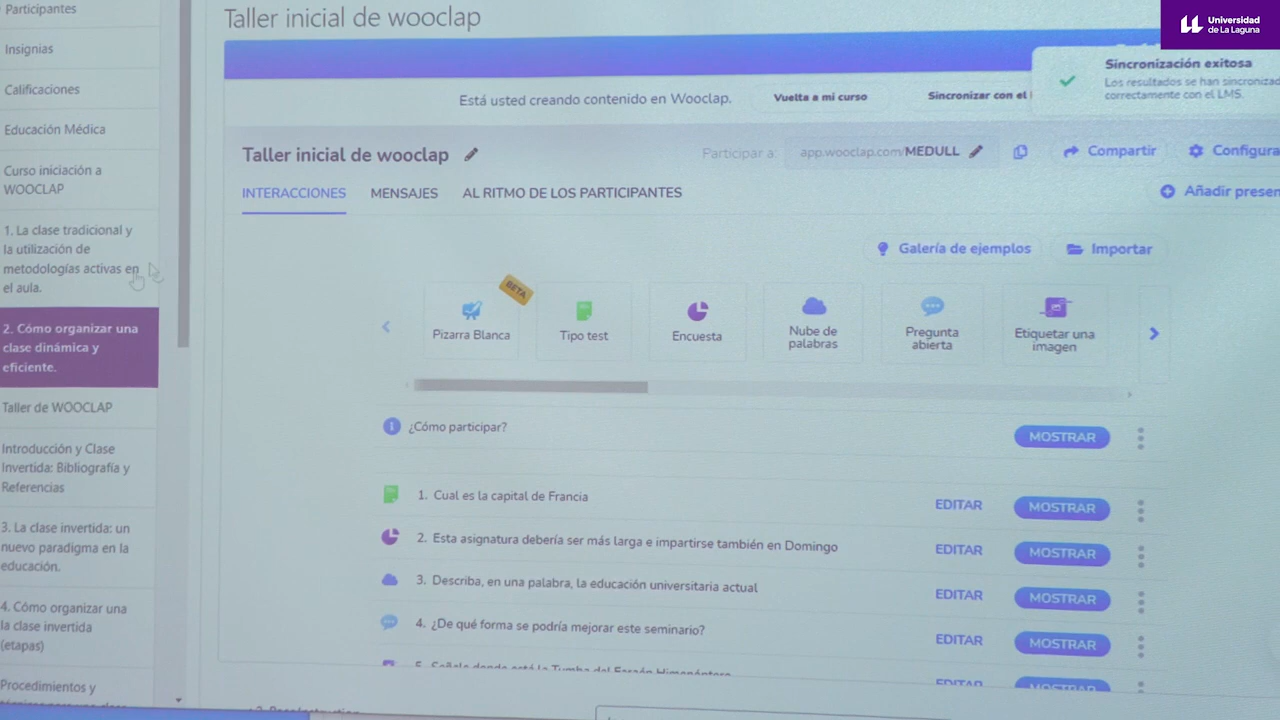 Participantes
Insignias
Calificaciones
Educación Médica
Curso iniciación a
WOOCLAP
1. La clase tradicional y
la utilización de
metodologías activas en
el aula.
2. Cómo organizar una
clase dinámica y
eficiente.
Taller de WOOCLAP
Introducción y Clase
Invertida: Bibliografía y
Referencias
3. La clase invertida: un
nuevo paradigma en la
educación.
4. Cómo organizar una
la clase invertida
(etapas)
Procedimientos y
Taller inicial de wooclap
Universidad
de La Laguna
Sincronización exitosa
Los resultados se han sincroniza
correctamente con el LMS.
Está usted creando contenido en Wooclap.
Vuelta a mi curso
Sincronizar con el
Taller inicial de wooclap
Participar a:
app.wooclap.com/MEDULL
Compartir
Configura
INTERACCIONES
MENSAJES
AL RITMO DE LOS PARTICIPANTES
Añadir presen
Galería de ejemplos
Importar
BETA
Pizarra Blanca
Tipo test
Encuesta
Nube de
palabras
Pregunta
abierta
Etiquetar una
imagen
¿Cómo participar?
MOSTRAR
1. Cual es la capital de Francia
EDITAR
MOSTRAR
2. Esta asignatura debería ser más larga e impartirse también en Domingo
EDITAR
MOSTRAR
3. Describa, en una palabra, la educación universitaria actual
EDITAR
MOSTRAR
4. ¿De qué forma se podría mejorar este seminario?
EDITAR
MOSTRAR
EDITAR
MOSTRAR